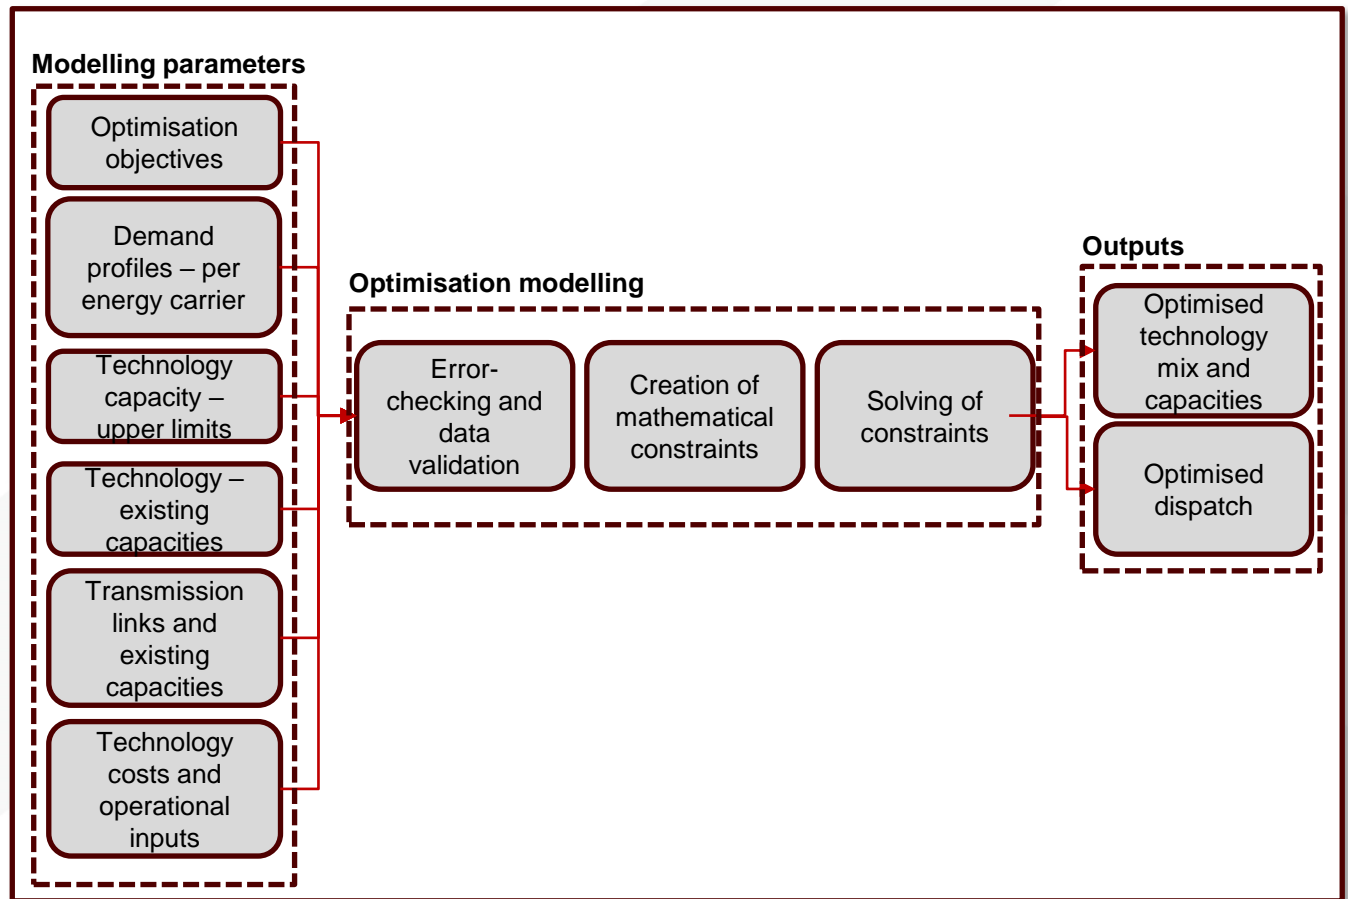 Modelling parameters
Optimisation
objectives
Demand
profiles – per
energy carrier
Technology
capacity –
upper limits
Technology –
existing
capacities
Transmission
links and
existing
capacities
Technology
costs and
operational
inputs
Optimisation modelling
Error-
checking and
data
validation
Creation of
mathematical
constraints
Solving of
constraints
Outputs
Optimised
technology
mix and
capacities
Optimised
dispatch